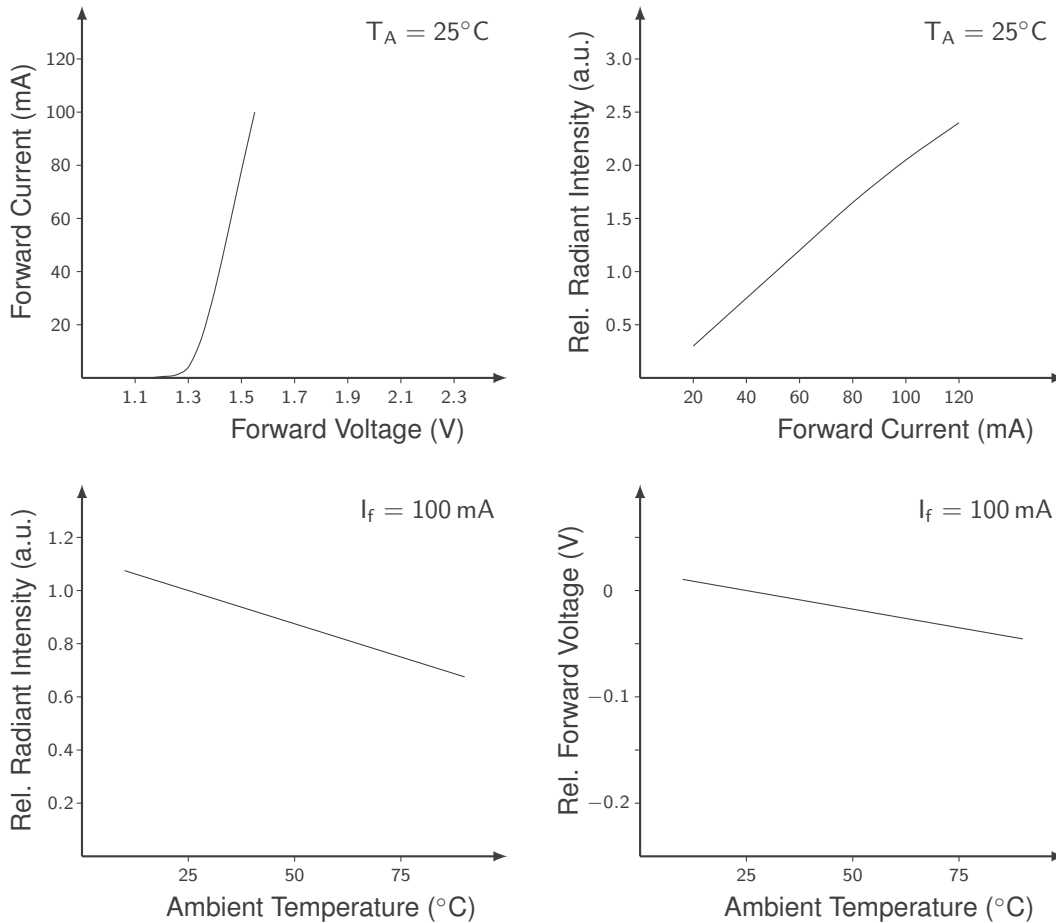 T_A = 25°C
Forward Current (mA)
120
100
80
60
40
20
1.1 1.3 1.5 1.7 1.9 2.1 2.3
Forward Voltage (V)
T_A = 25°C
Rel. Radiant Intensity (a.u.)
3.0
2.5
2.0
1.5
1.0
0.5
20 40 60 80 100 120
Forward Current (mA)
I_f = 100 mA
Rel. Radiant Intensity (a.u.)
1.2
1.0
0.8
0.6
0.4
0.2
25 50 75
Ambient Temperature (°C)
I_f = 100 mA
Rel. Forward Voltage (V)
0
−0.1
−0.2
25 50 75
Ambient Temperature (°C)